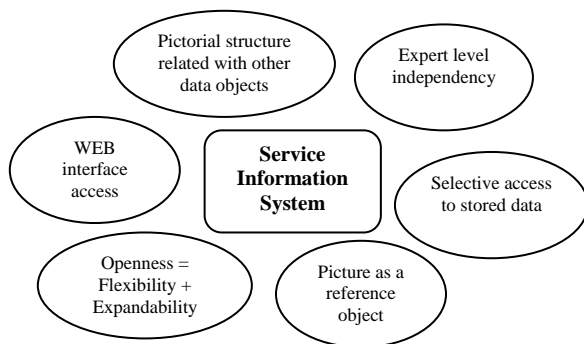 Pictorial structure
related with other
data objects
Expert level
independency
WEB
interface
access
Service
Information
System
Selective access
to stored data
Openness =
Flexibility +
Expandability
Picture as a
reference
object